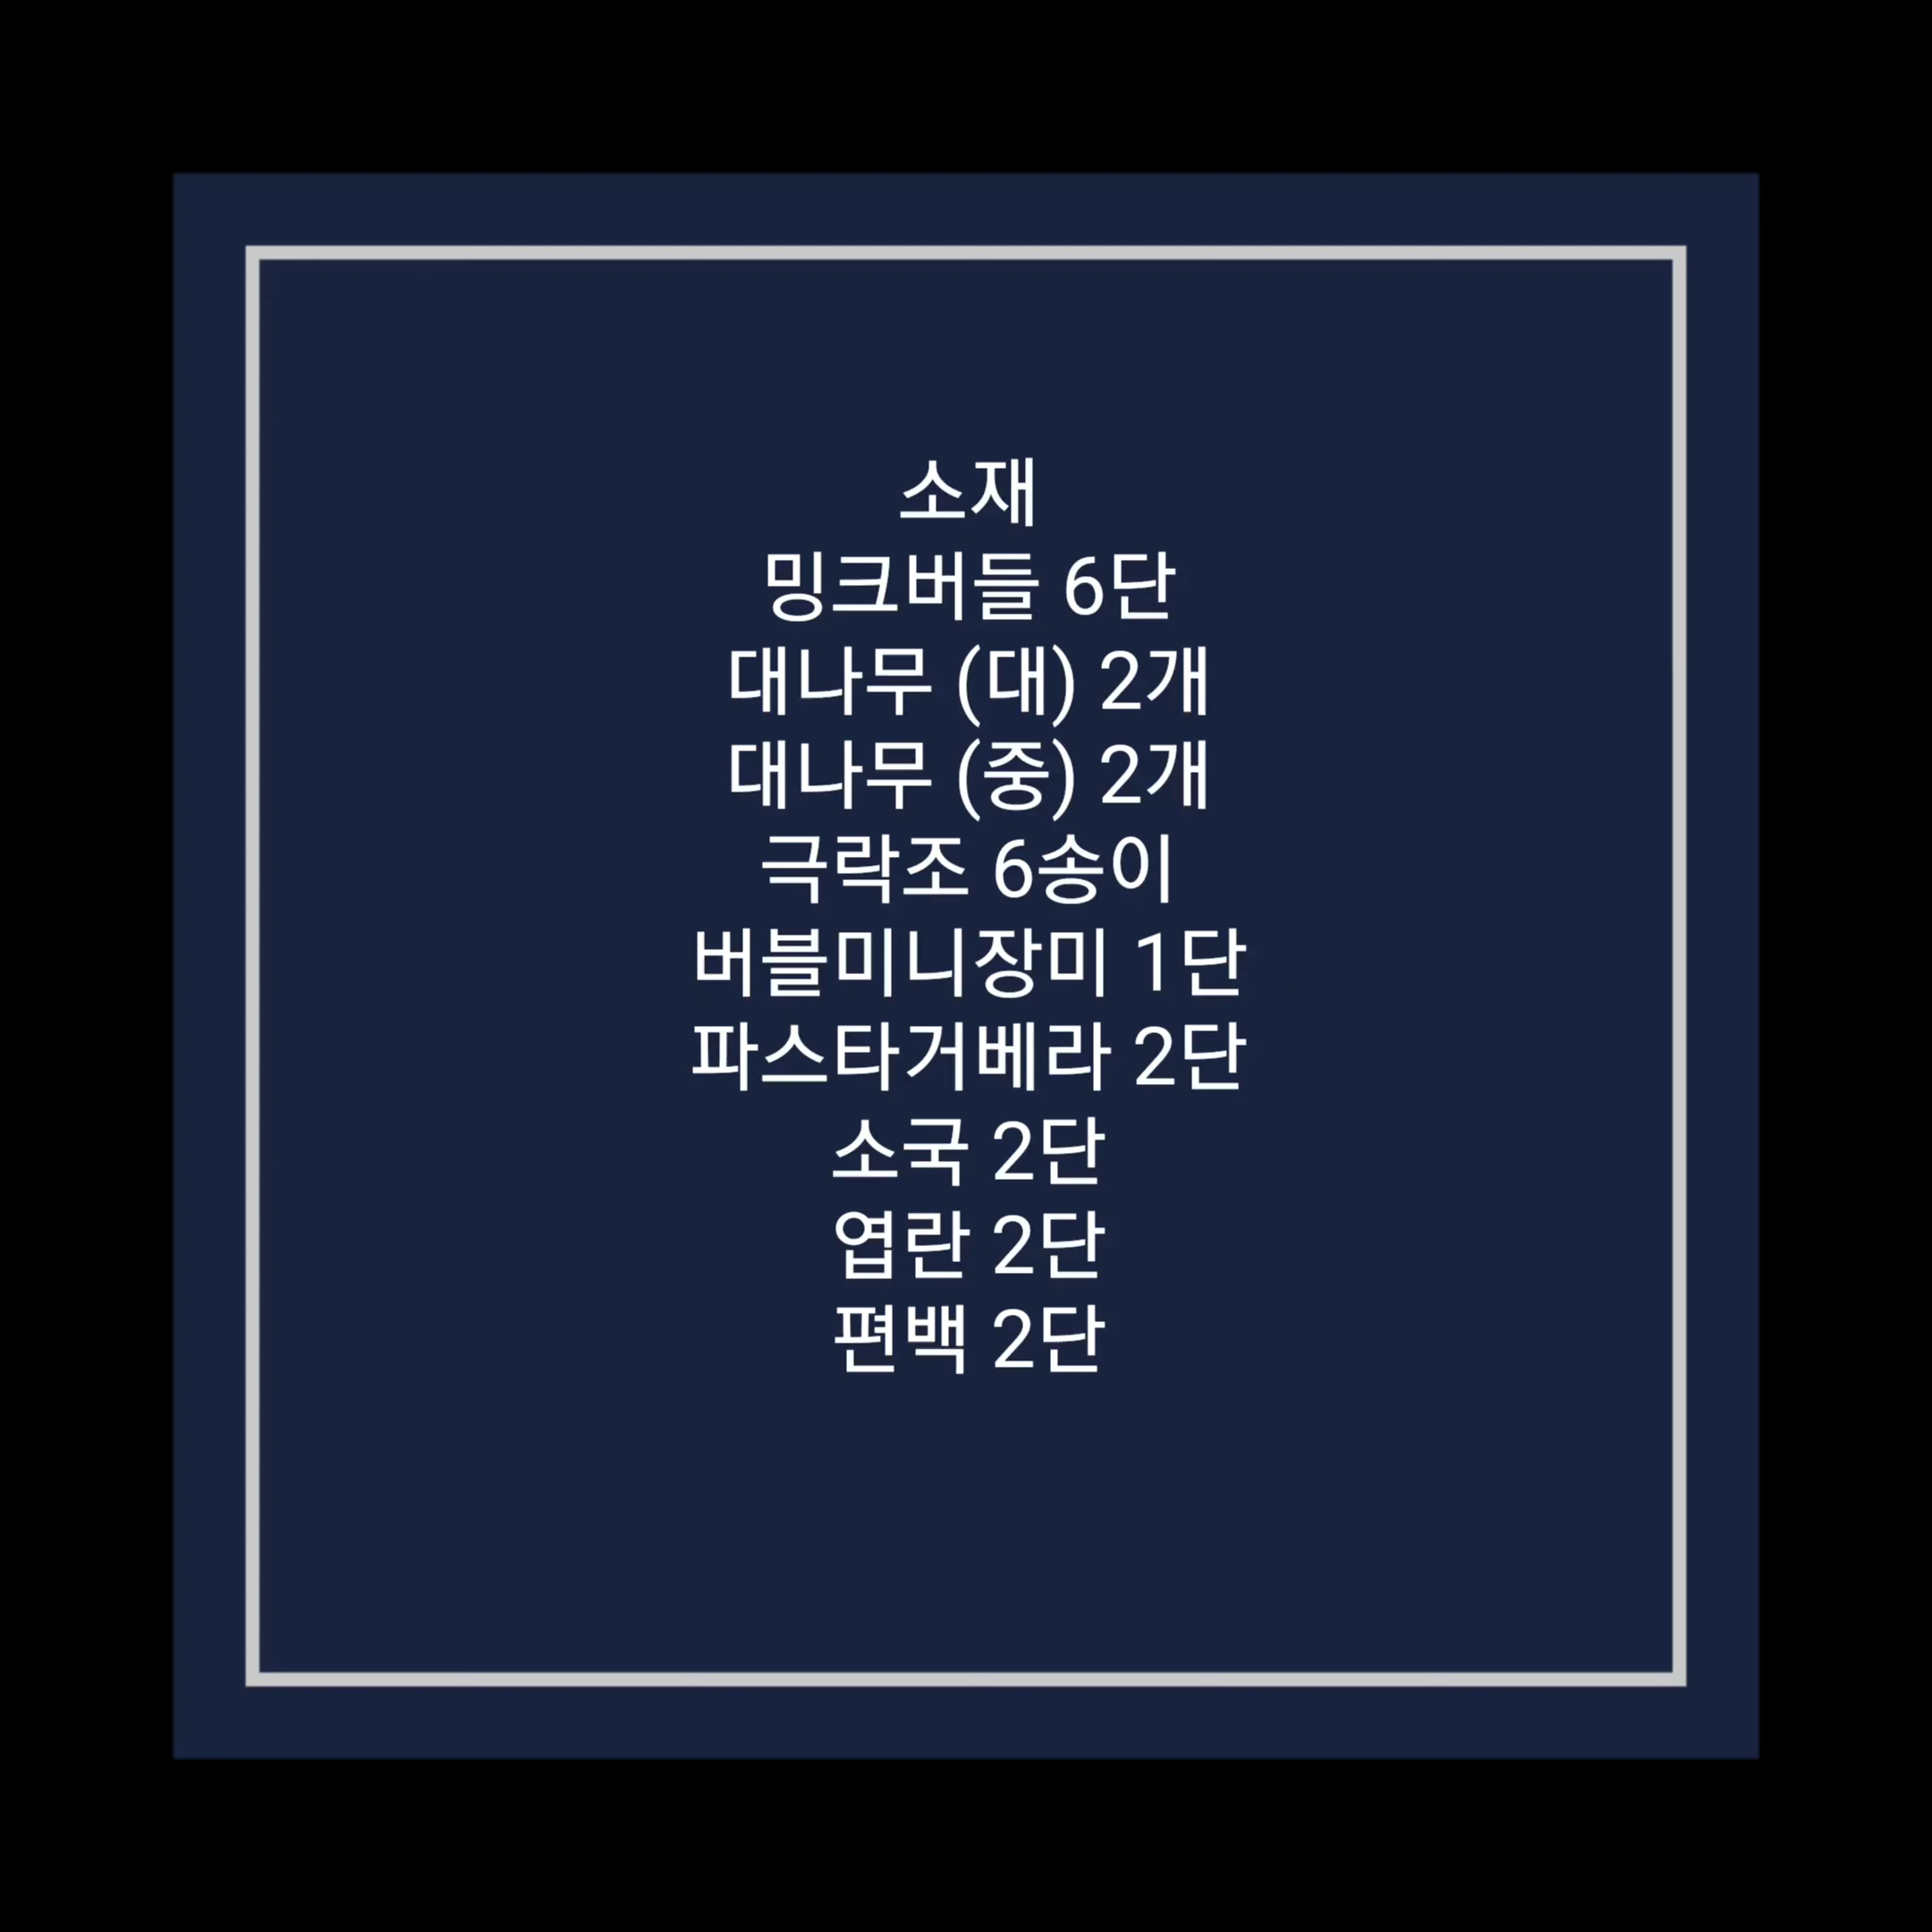 소재
밍크버들 6단
대나무 (대) 2개
대나무 (중) 2개
극락조 6송이
버블미니장미 1단
파스타거베라 2단
소국 2단
엽란 2단
편백 2단